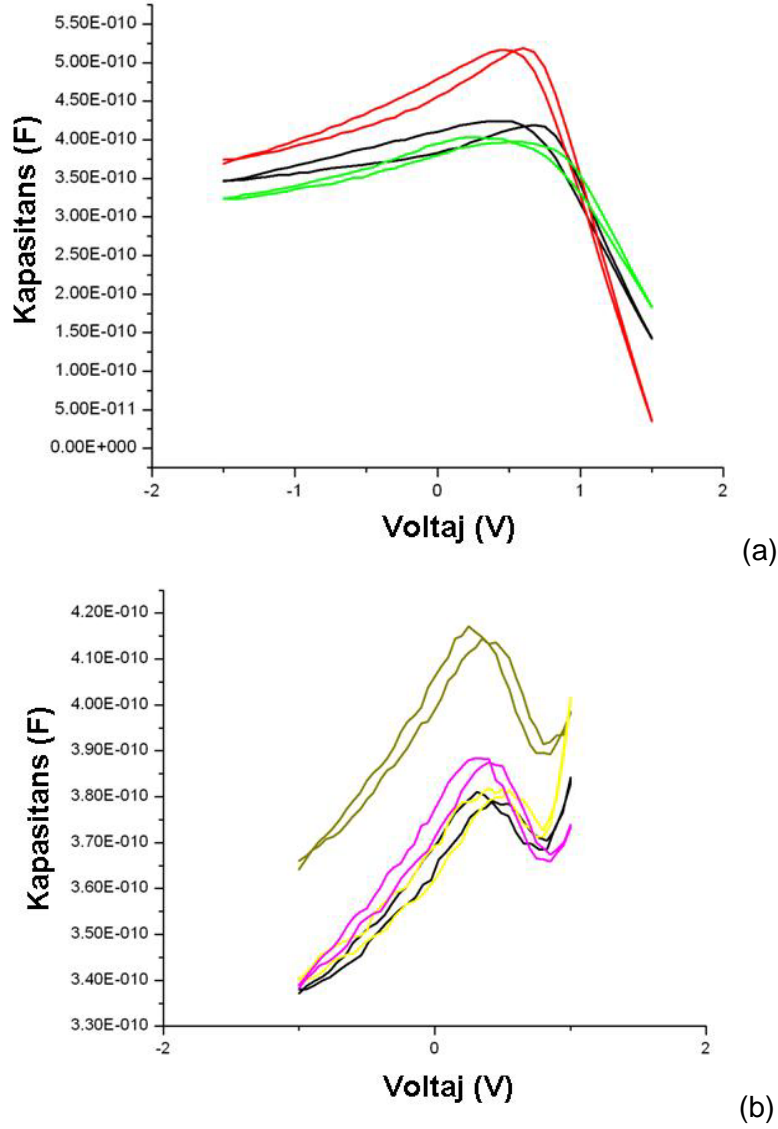 5.50E-010
5.00E-010
4.50E-010
4.00E-010
3.50E-010
3.00E-010
2.50E-010
2.00E-010
1.50E-010
1.00E-010
5.00E-011
0.00E+000
Kapasitans (F)
-2 -1 0 1 2
Voltaj (V)
(a)
4.20E-010
4.10E-010
4.00E-010
3.90E-010
3.80E-010
3.70E-010
3.60E-010
3.50E-010
3.40E-010
3.30E-010
Kapasitans (F)
-2 0 2
Voltaj (V)
(b)